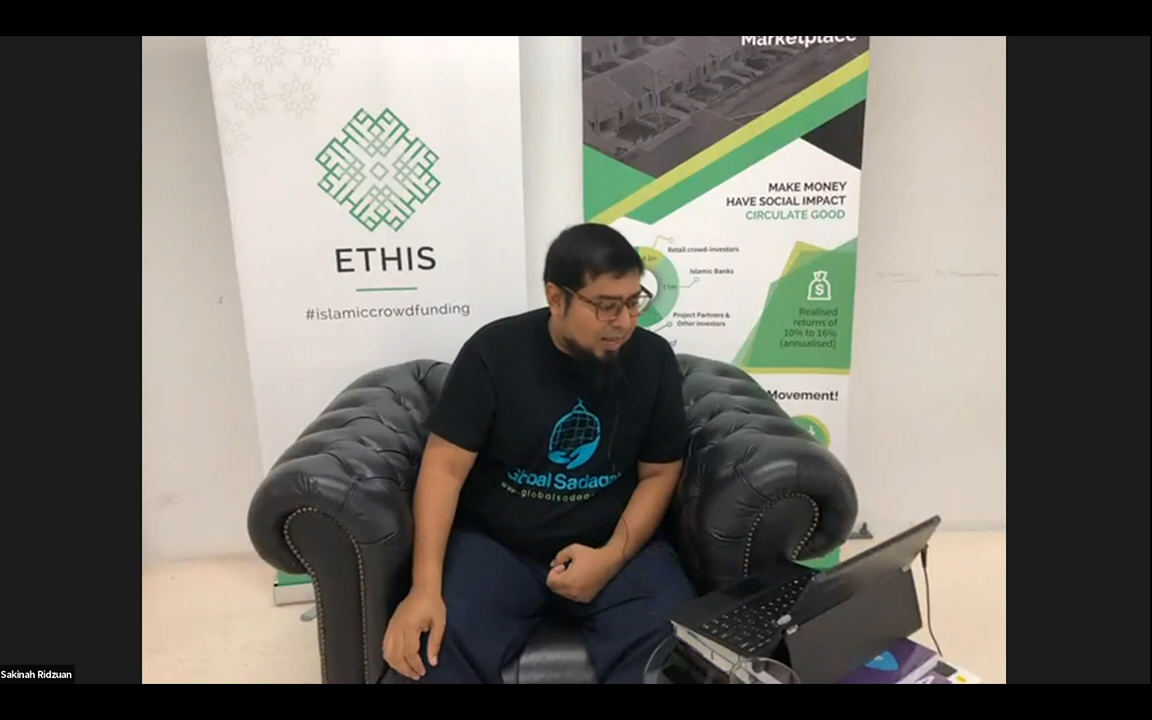 Marketplace
ETHIS
#islamiccrowdfunding
MAKE MONEY
HAVE SOCIAL IMPACT
CIRCULATE GOOD
Retail crowd-investors
Islamic Banks
Project Partners &
Other investors
Realised
returns of
10% to 16%
(annualised)
Movement!
Global Sadaqa
Sakinah Ridzuan